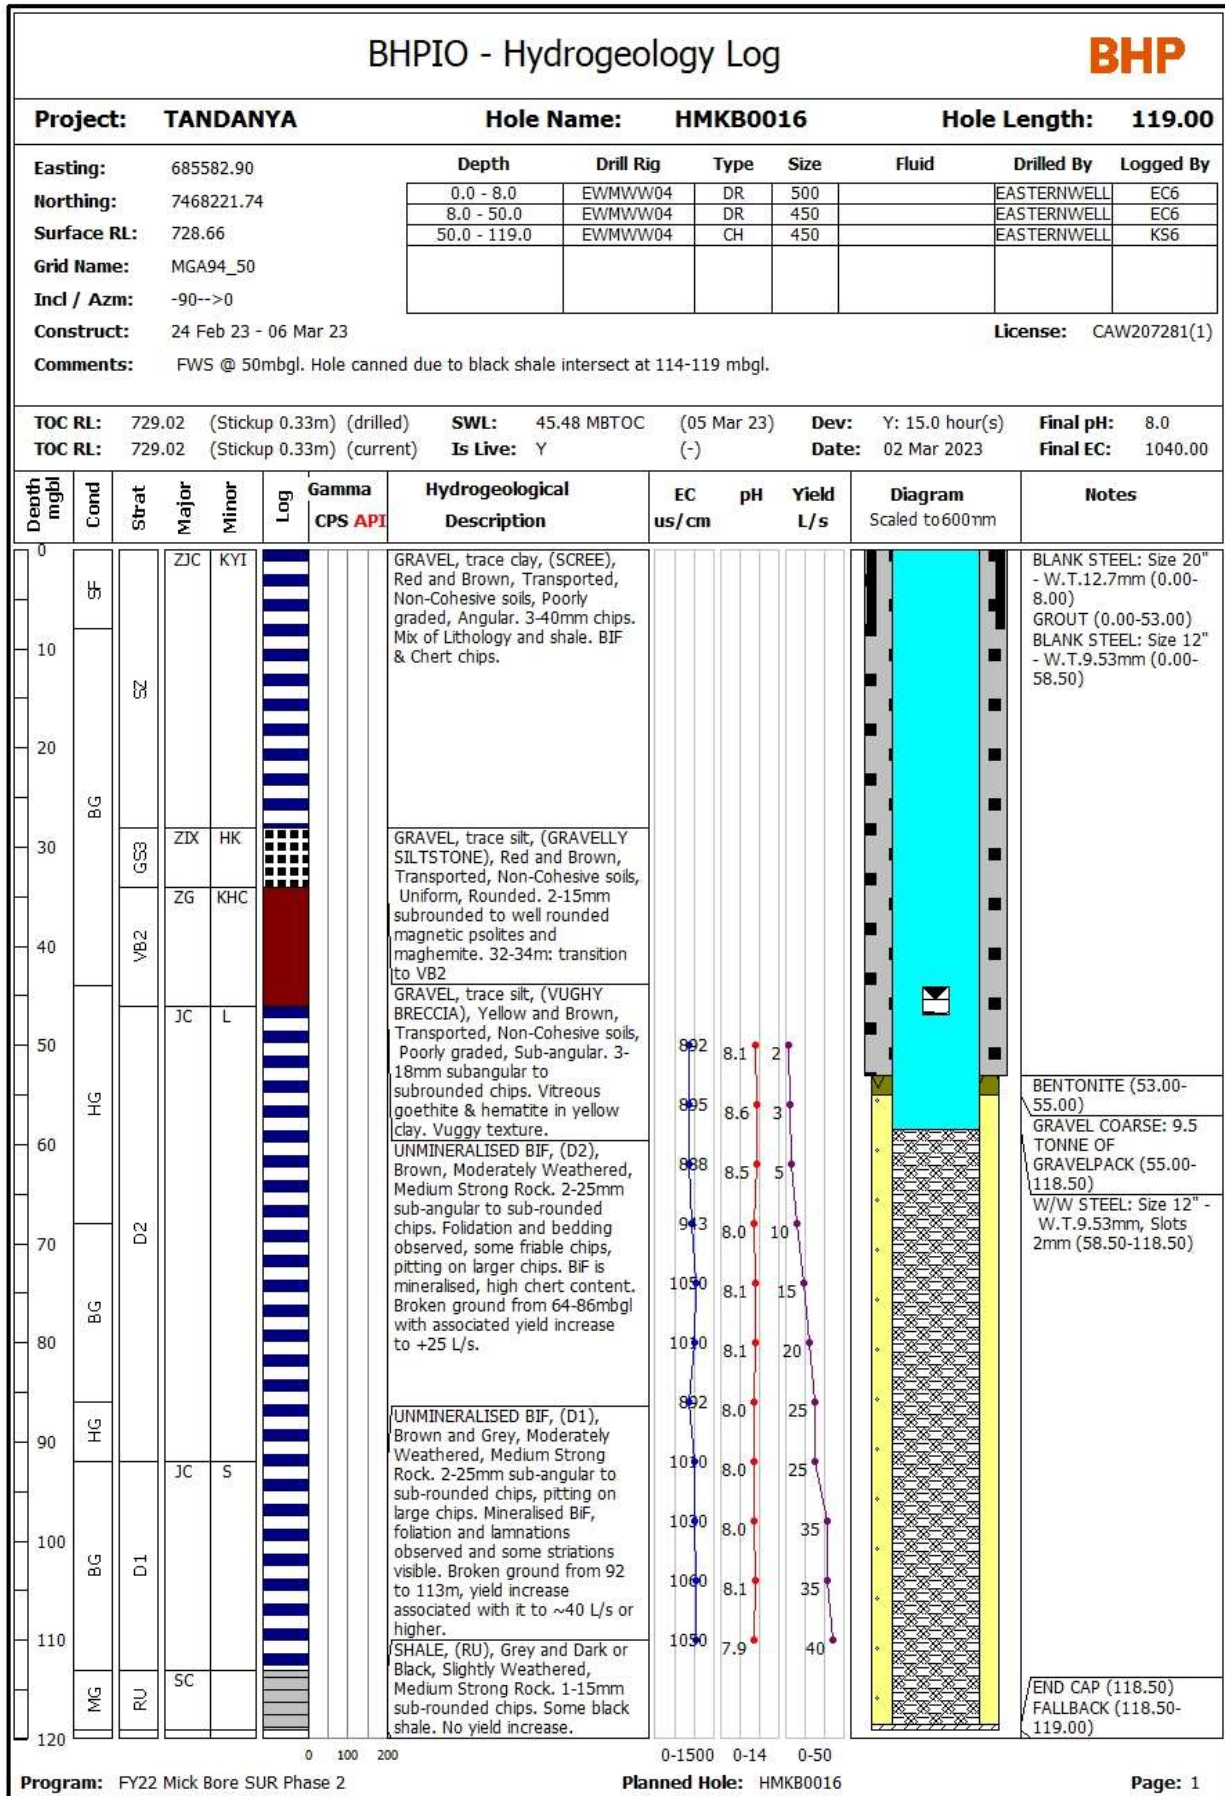 BHPIO - Hydrogeology Log
BHP
Project: TANDANYA Hole Name: HMKB0016 Hole Length: 119.00
Easting: 685582.90
Northing: 7468221.74
Surface RL: 728.66
Grid Name: MGA94_50
Incl / Azm: -90-->0
Depth Drill Rig Type Size Fluid Drilled By Logged By
0.0 - 8.0 EWMWW04 DR 500 EASTERNWELL EC6
8.0 - 50.0 EWMWW04 DR 450 EASTERNWELL EC6
50.0 - 119.0 EWMWW04 CH 450 EASTERNWELL KS6
Construct: 24 Feb 23 - 06 Mar 23 License: CAW207281(1)
Comments: FWS @ 50mbgl. Hole canned due to black shale intersect at 114-119 mbgl.
TOC RL: 729.02 (Stickup 0.33m) (drilled) SWL: 45.48 MBTOC (05 Mar 23) Dev: Y: 15.0 hour(s) Final pH: 8.0
TOC RL: 729.02 (Stickup 0.33m) (current) Is Live: Y (-) Date: 02 Mar 2023 Final EC: 1040.00
Depth mgbl
Cond
Strat
Major
Minor
Log
Gamma
CPS API
Hydrogeological
Description
EC
us/cm
pH
Yield
L/s
Diagram
Scaled to 600mm
Notes
0
10
20
30
40
50
60
70
80
90
100
110
120
SF
BG
HG
BG
HG
BG
MG
SZ
GS3
VB2
D2
D1
RU
ZJC KYI
ZIX HK
ZG KHC
JC L
JC S
SC
GRAVEL, trace clay, (SCREE),
Red and Brown, Transported,
Non-Cohesive soils, Poorly
graded, Angular. 3-40mm chips.
Mix of Lithology and shale. BIF
& Chert chips.
GRAVEL, trace silt, (GRAVELLY
SILTSTONE), Red and Brown,
Transported, Non-Cohesive soils,
Uniform, Rounded. 2-15mm
subrounded to well rounded
magnetic psolites and
maghemite. 32-34m: transition
to VB2
GRAVEL, trace silt, (VUGHY
BRECCIA), Yellow and Brown,
Transported, Non-Cohesive soils,
Poorly graded, Sub-angular. 3-
18mm subangular to
subrounded chips. Vitreous
goethite & hematite in yellow
clay. Vuggy texture.
UNMINERALISED BIF, (D2),
Brown, Moderately Weathered,
Medium Strong Rock. 2-25mm
sub-angular to sub-rounded
chips. Folidation and bedding
observed, some friable chips,
pitting on larger chips. BiF is
mineralised, high chert content.
Broken ground from 64-86mbgl
with associated yield increase
to +25 L/s.
UNMINERALISED BIF, (D1),
Brown and Grey, Moderately
Weathered, Medium Strong
Rock. 2-25mm sub-angular to
sub-rounded chips, pitting on
large chips. Mineralised BiF,
foliation and lamnations
observed and some striations
visible. Broken ground from 92
to 113m, yield increase
associated with it to ~40 L/s or
higher.
SHALE, (RU), Grey and Dark or
Black, Slightly Weathered,
Medium Strong Rock. 1-15mm
sub-rounded chips. Some black
shale. No yield increase.
892 8.1 2
895 8.6 3
888 8.5 5
943 8.0 10
1050 8.1 15
1010 8.1 20
892 8.0 25
1010 8.0 25
1030 8.0 35
1060 8.1 35
1050 7.9 40
BLANK STEEL: Size 20"
- W.T.12.7mm (0.00-
8.00)
GROUT (0.00-53.00)
BLANK STEEL: Size 12"
- W.T.9.53mm (0.00-
58.50)
BENTONITE (53.00-
55.00)
GRAVEL COARSE: 9.5
TONNE OF
GRAVELPACK (55.00-
118.50)
W/W STEEL: Size 12" -
W.T.9.53mm, Slots
2mm (58.50-118.50)
END CAP (118.50)
FALLBACK (118.50-
119.00)
0 100 200 0-1500 0-14 0-50
Program: FY22 Mick Bore SUR Phase 2 Planned Hole: HMKB0016 Page: 1